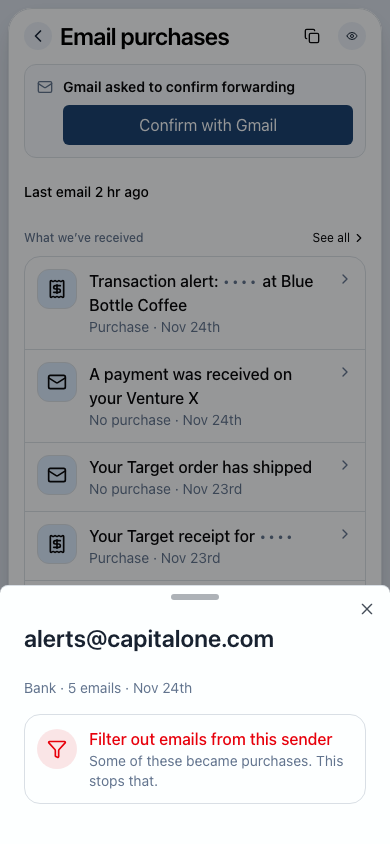 Email purchases
Gmail asked to confirm forwarding
Confirm with Gmail
Last email 2 hr ago
What we’ve received
See all
Transaction alert: •••• at Blue
Bottle Coffee
Purchase · Nov 24th
A payment was received on
your Venture X
No purchase · Nov 24th
Your Target order has shipped
No purchase · Nov 23rd
Your Target receipt for ••••
Purchase · Nov 23rd
alerts@capitalone.com
Bank · 5 emails · Nov 24th
Filter out emails from this sender
Some of these became purchases. This
stops that.